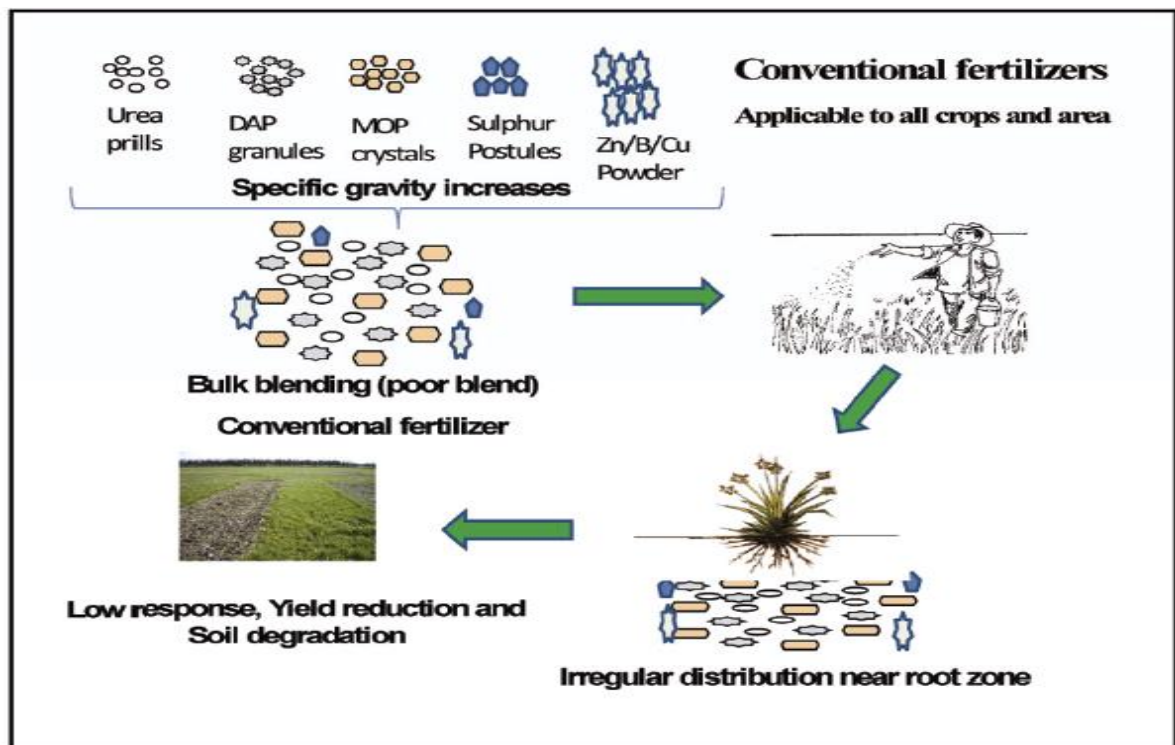 Conventional fertilizers
Applicable to all crops and area
Urea
prills
DAP
granules
MOP
crystals
Sulphur
Postules
Zn/B/Cu
Powder
Specific gravity increases
Bulk blending (poor blend)
Conventional fertilizer
Low response, Yield reduction and
Soil degradation
Irregular distribution near root zone